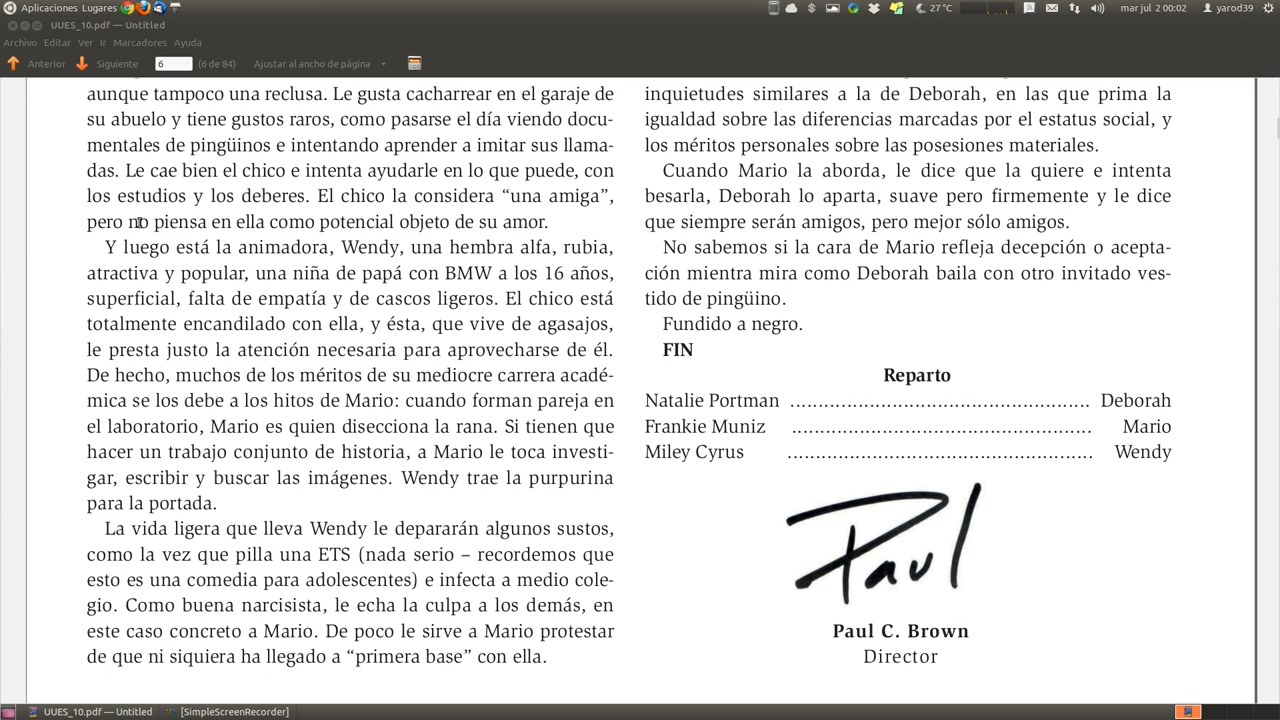 Aplicaciones Lugares 27 °C mar jul 2 00:02 yarod39
UUES_10.pdf — Untitled
Archivo Editar Ver Ir Marcadores Ayuda
Anterior Siguiente 6 (6 de 84) Ajustar al ancho de página
aunque tampoco una reclusa. Le gusta cacharrear en el garaje de
su abuelo y tiene gustos raros, como pasarse el día viendo docu-
mentales de pingüinos e intentando aprender a imitar sus llama-
das. Le cae bien el chico e intenta ayudarle en lo que puede, con
los estudios y los deberes. El chico la considera “una amiga”,
pero no piensa en ella como potencial objeto de su amor.
Y luego está la animadora, Wendy, una hembra alfa, rubia,
atractiva y popular, una niña de papá con BMW a los 16 años,
superficial, falta de empatía y de cascos ligeros. El chico está
totalmente encandilado con ella, y ésta, que vive de agasajos,
le presta justo la atención necesaria para aprovecharse de él.
De hecho, muchos de los méritos de su mediocre carrera acadé-
mica se los debe a los hitos de Mario: cuando forman pareja en
el laboratorio, Mario es quien disecciona la rana. Si tienen que
hacer un trabajo conjunto de historia, a Mario le toca investi-
gar, escribir y buscar las imágenes. Wendy trae la purpurina
para la portada.
La vida ligera que lleva Wendy le depararán algunos sustos,
como la vez que pilla una ETS (nada serio – recordemos que
esto es una comedia para adolescentes) e infecta a medio cole-
gio. Como buena narcisista, le echa la culpa a los demás, en
este caso concreto a Mario. De poco le sirve a Mario protestar
de que ni siquiera ha llegado a “primera base” con ella.
inquietudes similares a la de Deborah, en las que prima la
igualdad sobre las diferencias marcadas por el estatus social, y
los méritos personales sobre las posesiones materiales.
Cuando Mario la aborda, le dice que la quiere e intenta
besarla, Deborah lo aparta, suave pero firmemente y le dice
que siempre serán amigos, pero mejor sólo amigos.
No sabemos si la cara de Mario refleja decepción o acepta-
ción mientra mira como Deborah baila con otro invitado ves-
tido de pingüino.
Fundido a negro.
FIN
Reparto
Natalie Portman ..................................................... Deborah
Frankie Muniz ..................................................... Mario
Miley Cyrus ...................................................... Wendy
Paul
Paul C. Brown
Director
UUES_10.pdf — Untitled [SimpleScreenRecorder]